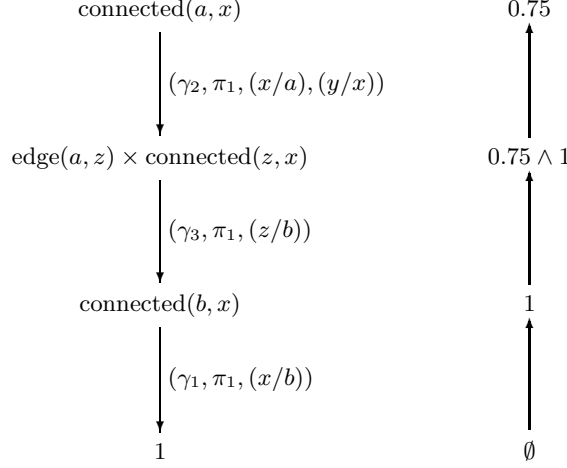 connected(a, x) 0.75
(γ₂, π₁, (x/a), (y/x))
edge(a, z) × connected(z, x) 0.75 ∧ 1
(γ₃, π₁, (z/b))
connected(b, x) 1
(γ₁, π₁, (x/b))
1 ∅